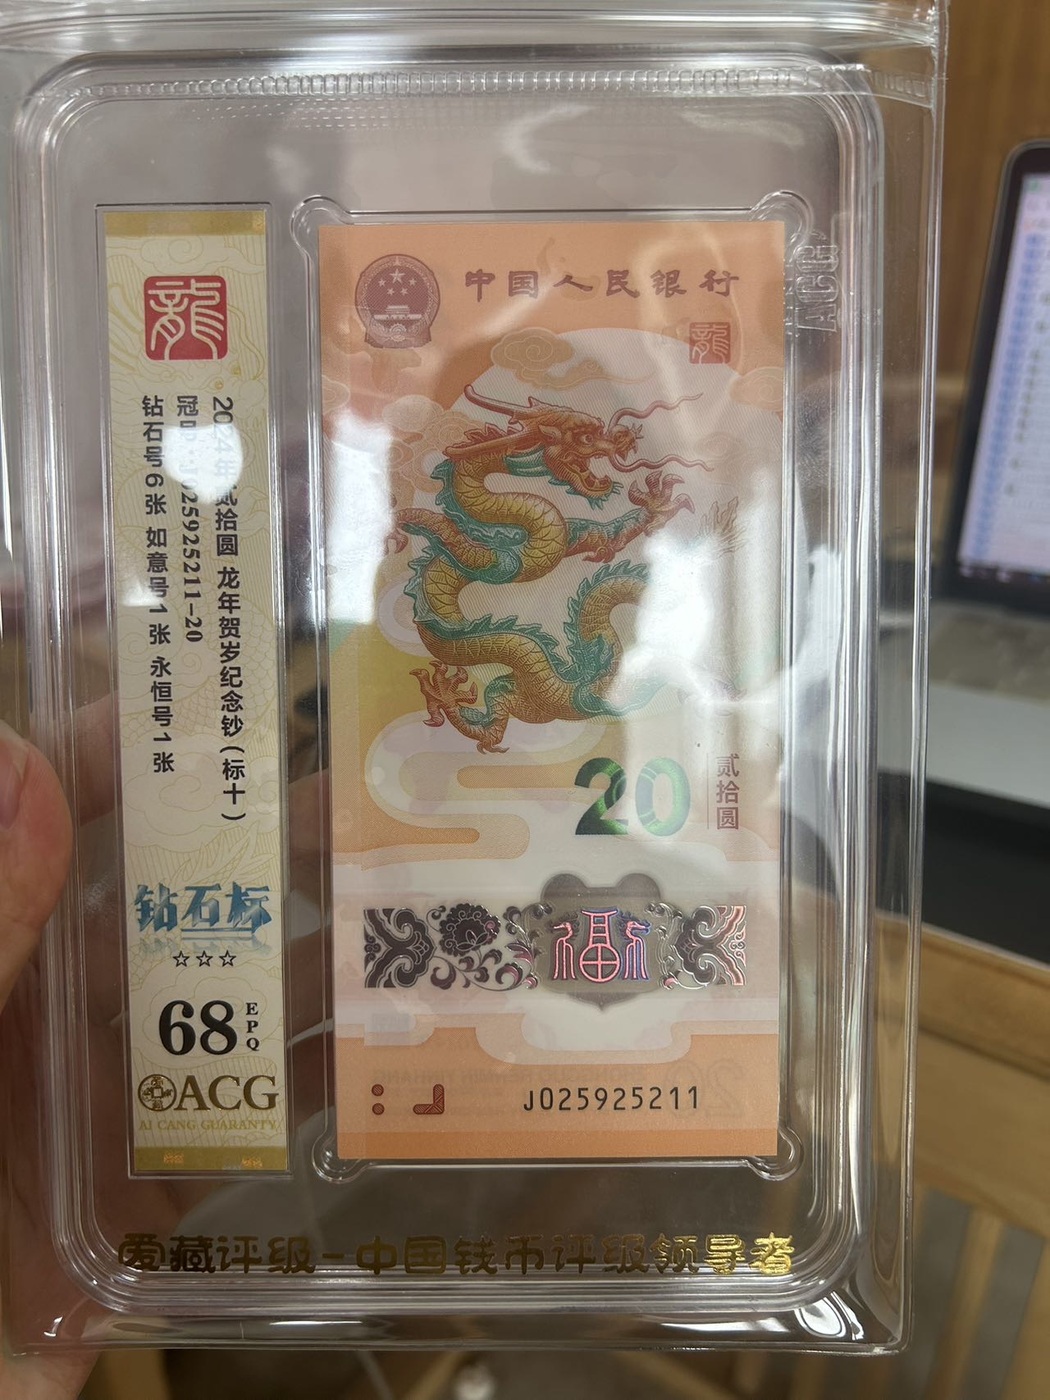 龍
2024年贰拾圆 龙年贺岁纪念钞(标十)
冠号:J025925211-20
钻石号6张 如意号1张 永恒号1张
钻石标
☆☆☆
68 EPQ
ACG
AI CANG GUARANTY
中国人民银行
龍
20
贰拾圆
福
J025925211
ACG
爱藏评级-中国钱币评级领导者